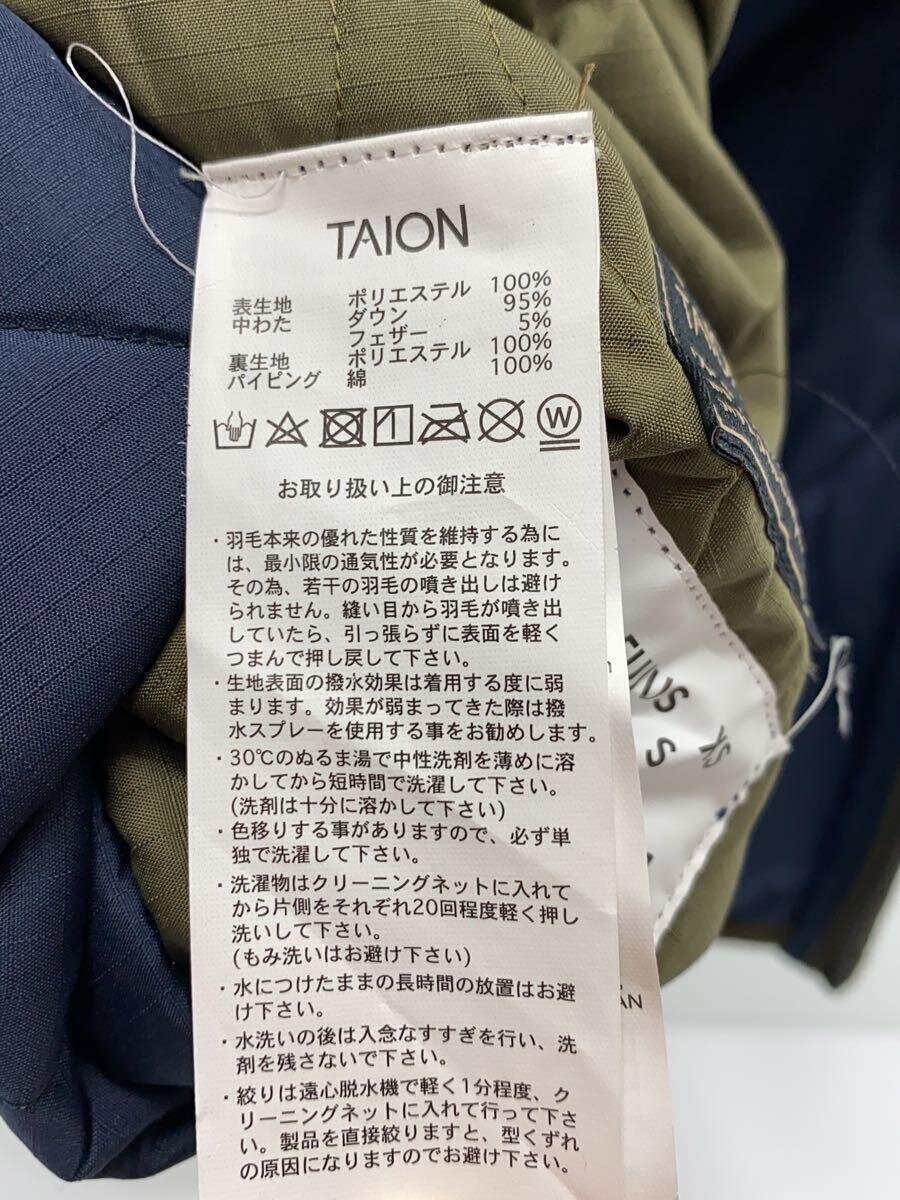 TAION
表生地 ポリエステル 100%
中わた ダウン 95%
フェザー 5%
裏生地 ポリエステル 100%
パイピング 綿 100%
W
お取り扱い上の御注意
・羽毛本来の優れた性質を維持する為に
は、最小限の通気性が必要となります。
その為、若干の羽毛の噴き出しは避け
られません。縫い目から羽毛が噴き出
していたら、引っ張らずに表面を軽く
つまんで押し戻して下さい。
・生地表面の撥水効果は着用する度に弱
まります。効果が弱まってきた際は撥
水スプレーを使用する事をお勧めします。
・30℃のぬるま湯で中性洗剤を薄めに溶
かしてから短時間で洗濯して下さい。
(洗剤は十分に溶かして下さい)
・色移りする事がありますので、必ず単
独で洗濯して下さい。
・洗濯物はクリーニングネットに入れて
から片側をそれぞれ20回程度軽く押し
洗いして下さい。
(もみ洗いはお避け下さい)
・水につけたままの長時間の放置はお避
け下さい。
・水洗いの後は入念なすすぎを行い、洗
剤を残さないで下さい。
・絞りは遠心脱水機で軽く1分程度、ク
リーニングネットに入れて行って下さ
い。製品を直接絞りますと、型くずれ
の原因になりますのでお避け下さい。